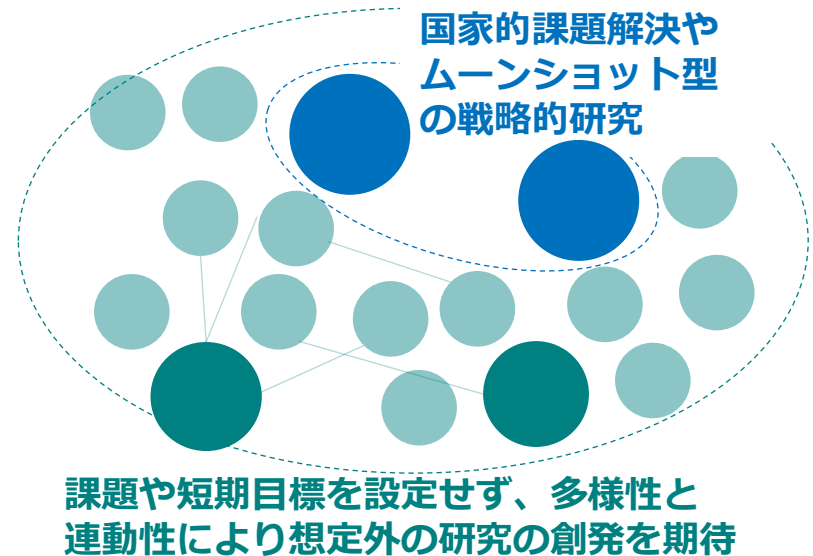 国家的課題解決や
ムーンショット型
の戦略的研究
課題や短期目標を設定せず、多様性と
連動性により想定外の研究の創発を期待